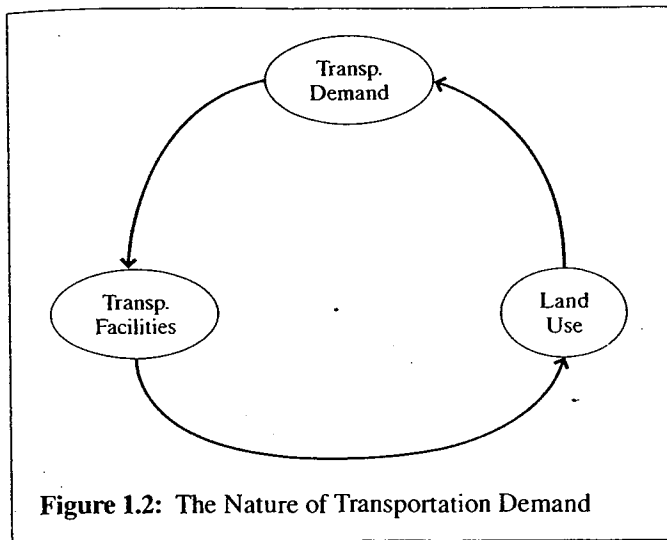 Transp.
Demand
Transp.
Facilities
Land
Use
Figure 1.2: The Nature of Transportation Demand